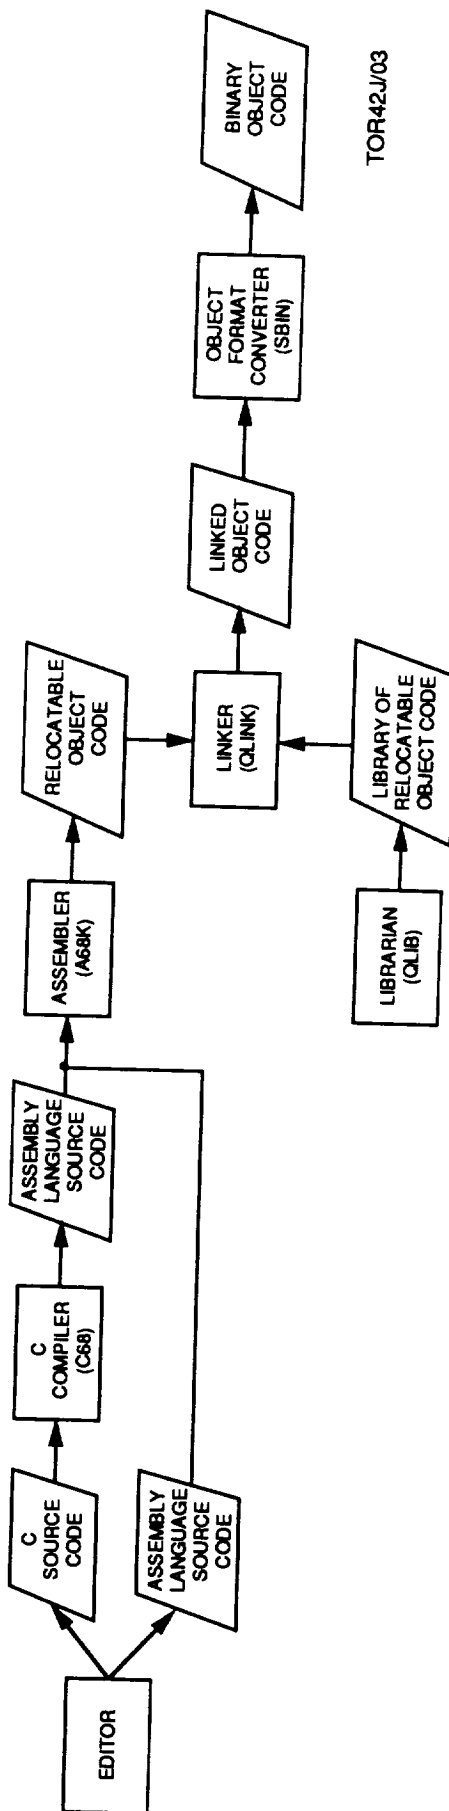 EDITOR
C
SOURCE
CODE
C
COMPILER
(C68)
ASSEMBLY
LANGUAGE
SOURCE
CODE
ASSEMBLER
(A68K)
RELOCATABLE
OBJECT
CODE
ASSEMBLY
LANGUAGE
SOURCE
CODE
LINKER
(QLINK)
LINKED
OBJECT
CODE
OBJECT
FORMAT
CONVERTER
(SBIN)
BINARY
OBJECT
CODE
LIBRARIAN
(QLIB)
LIBRARY OF
RELOCATABLE
OBJECT CODE
TOR42J/03